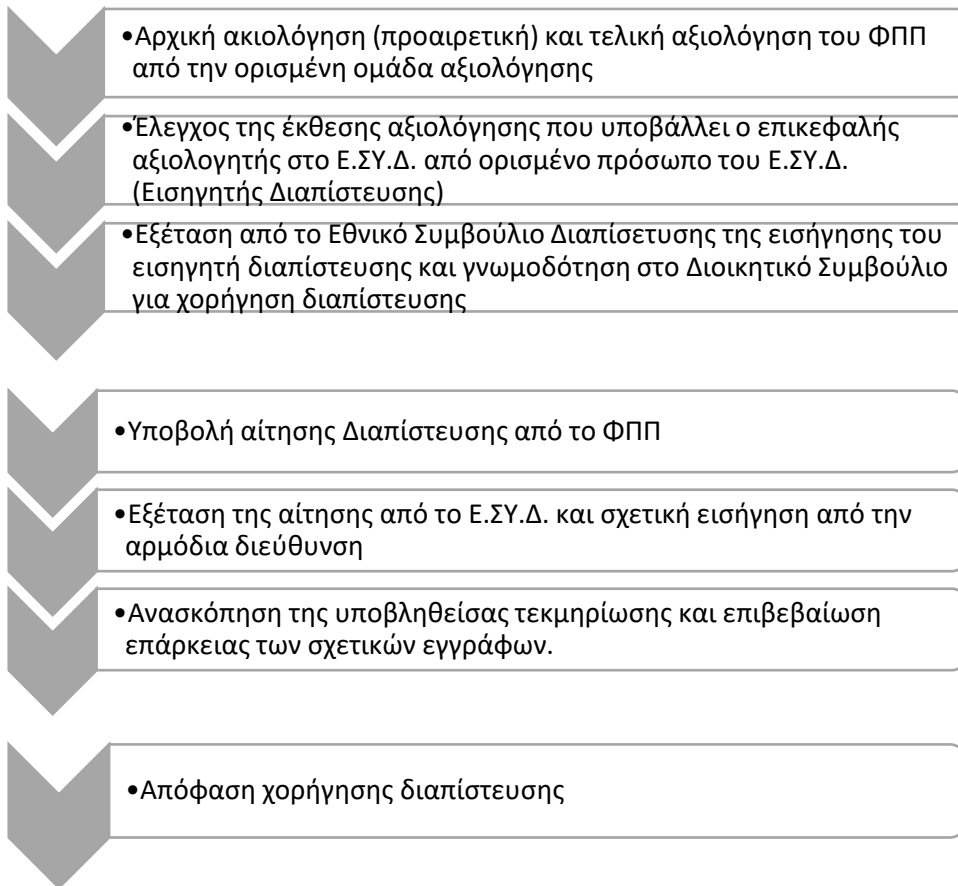 •Αρχική ακιολόγηση (προαιρετική) και τελική αξιολόγηση του ΦΠΠ
από την ορισμένη ομάδα αξιολόγησης
•Έλεγχος της έκθεσης αξιολόγησης που υποβάλλει ο επικεφαλής
αξιολογητής στο Ε.ΣΥ.Δ. από ορισμένο πρόσωπο του Ε.ΣΥ.Δ.
(Εισηγητής Διαπίστευσης)
•Εξέταση από το Εθνικό Συμβούλιο Διαπίσετυσης της εισήγησης του
εισηγητή διαπίστευσης και γνωμοδότηση στο Διοικητικό Συμβούλιο
για χορήγηση διαπίστευσης
•Υποβολή αίτησης Διαπίστευσης από το ΦΠΠ
•Εξέταση της αίτησης από το Ε.ΣΥ.Δ. και σχετική εισήγηση από την
αρμόδια διεύθυνση
•Ανασκόπηση της υποβληθείσας τεκμηρίωσης και επιβεβαίωση
επάρκειας των σχετικών εγγράφων.
•Απόφαση χορήγησης διαπίστευσης